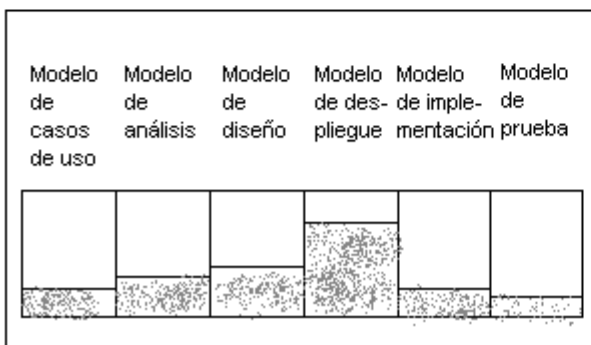 Modelo
de
casos
de uso
Modelo
de
análisis
Modelo
de
diseño
Modelo
de des-
pliegue
Modelo
de imple-
mentación
Modelo
de
prueba